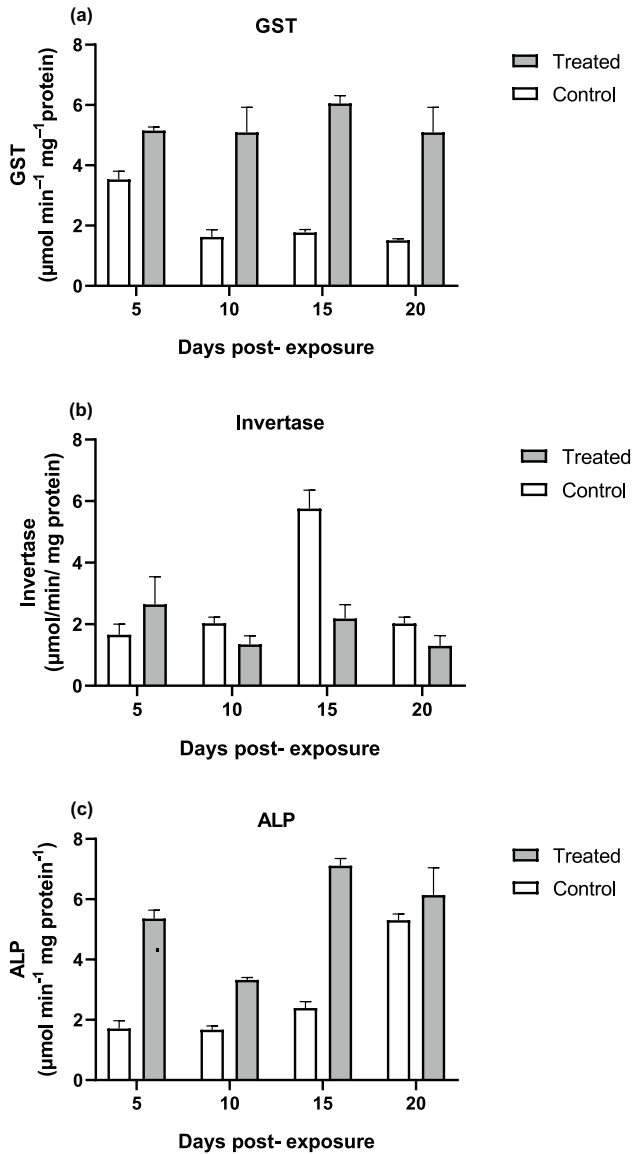 (a)
GST
Treated
Control
GST
(µmol min⁻¹ mg⁻¹protein)
8
6
4
2
0
5 10 15 20
Days post- exposure
(b)
Invertase
Treated
Control
Invertase
(µmol/min/ mg protein)
8
6
4
2
0
5 10 15 20
Days post- exposure
(c)
ALP
Treated
Control
ALP
(µmol min⁻¹ mg protein⁻¹)
8
6
4
2
0
5 10 15 20
Days post- exposure